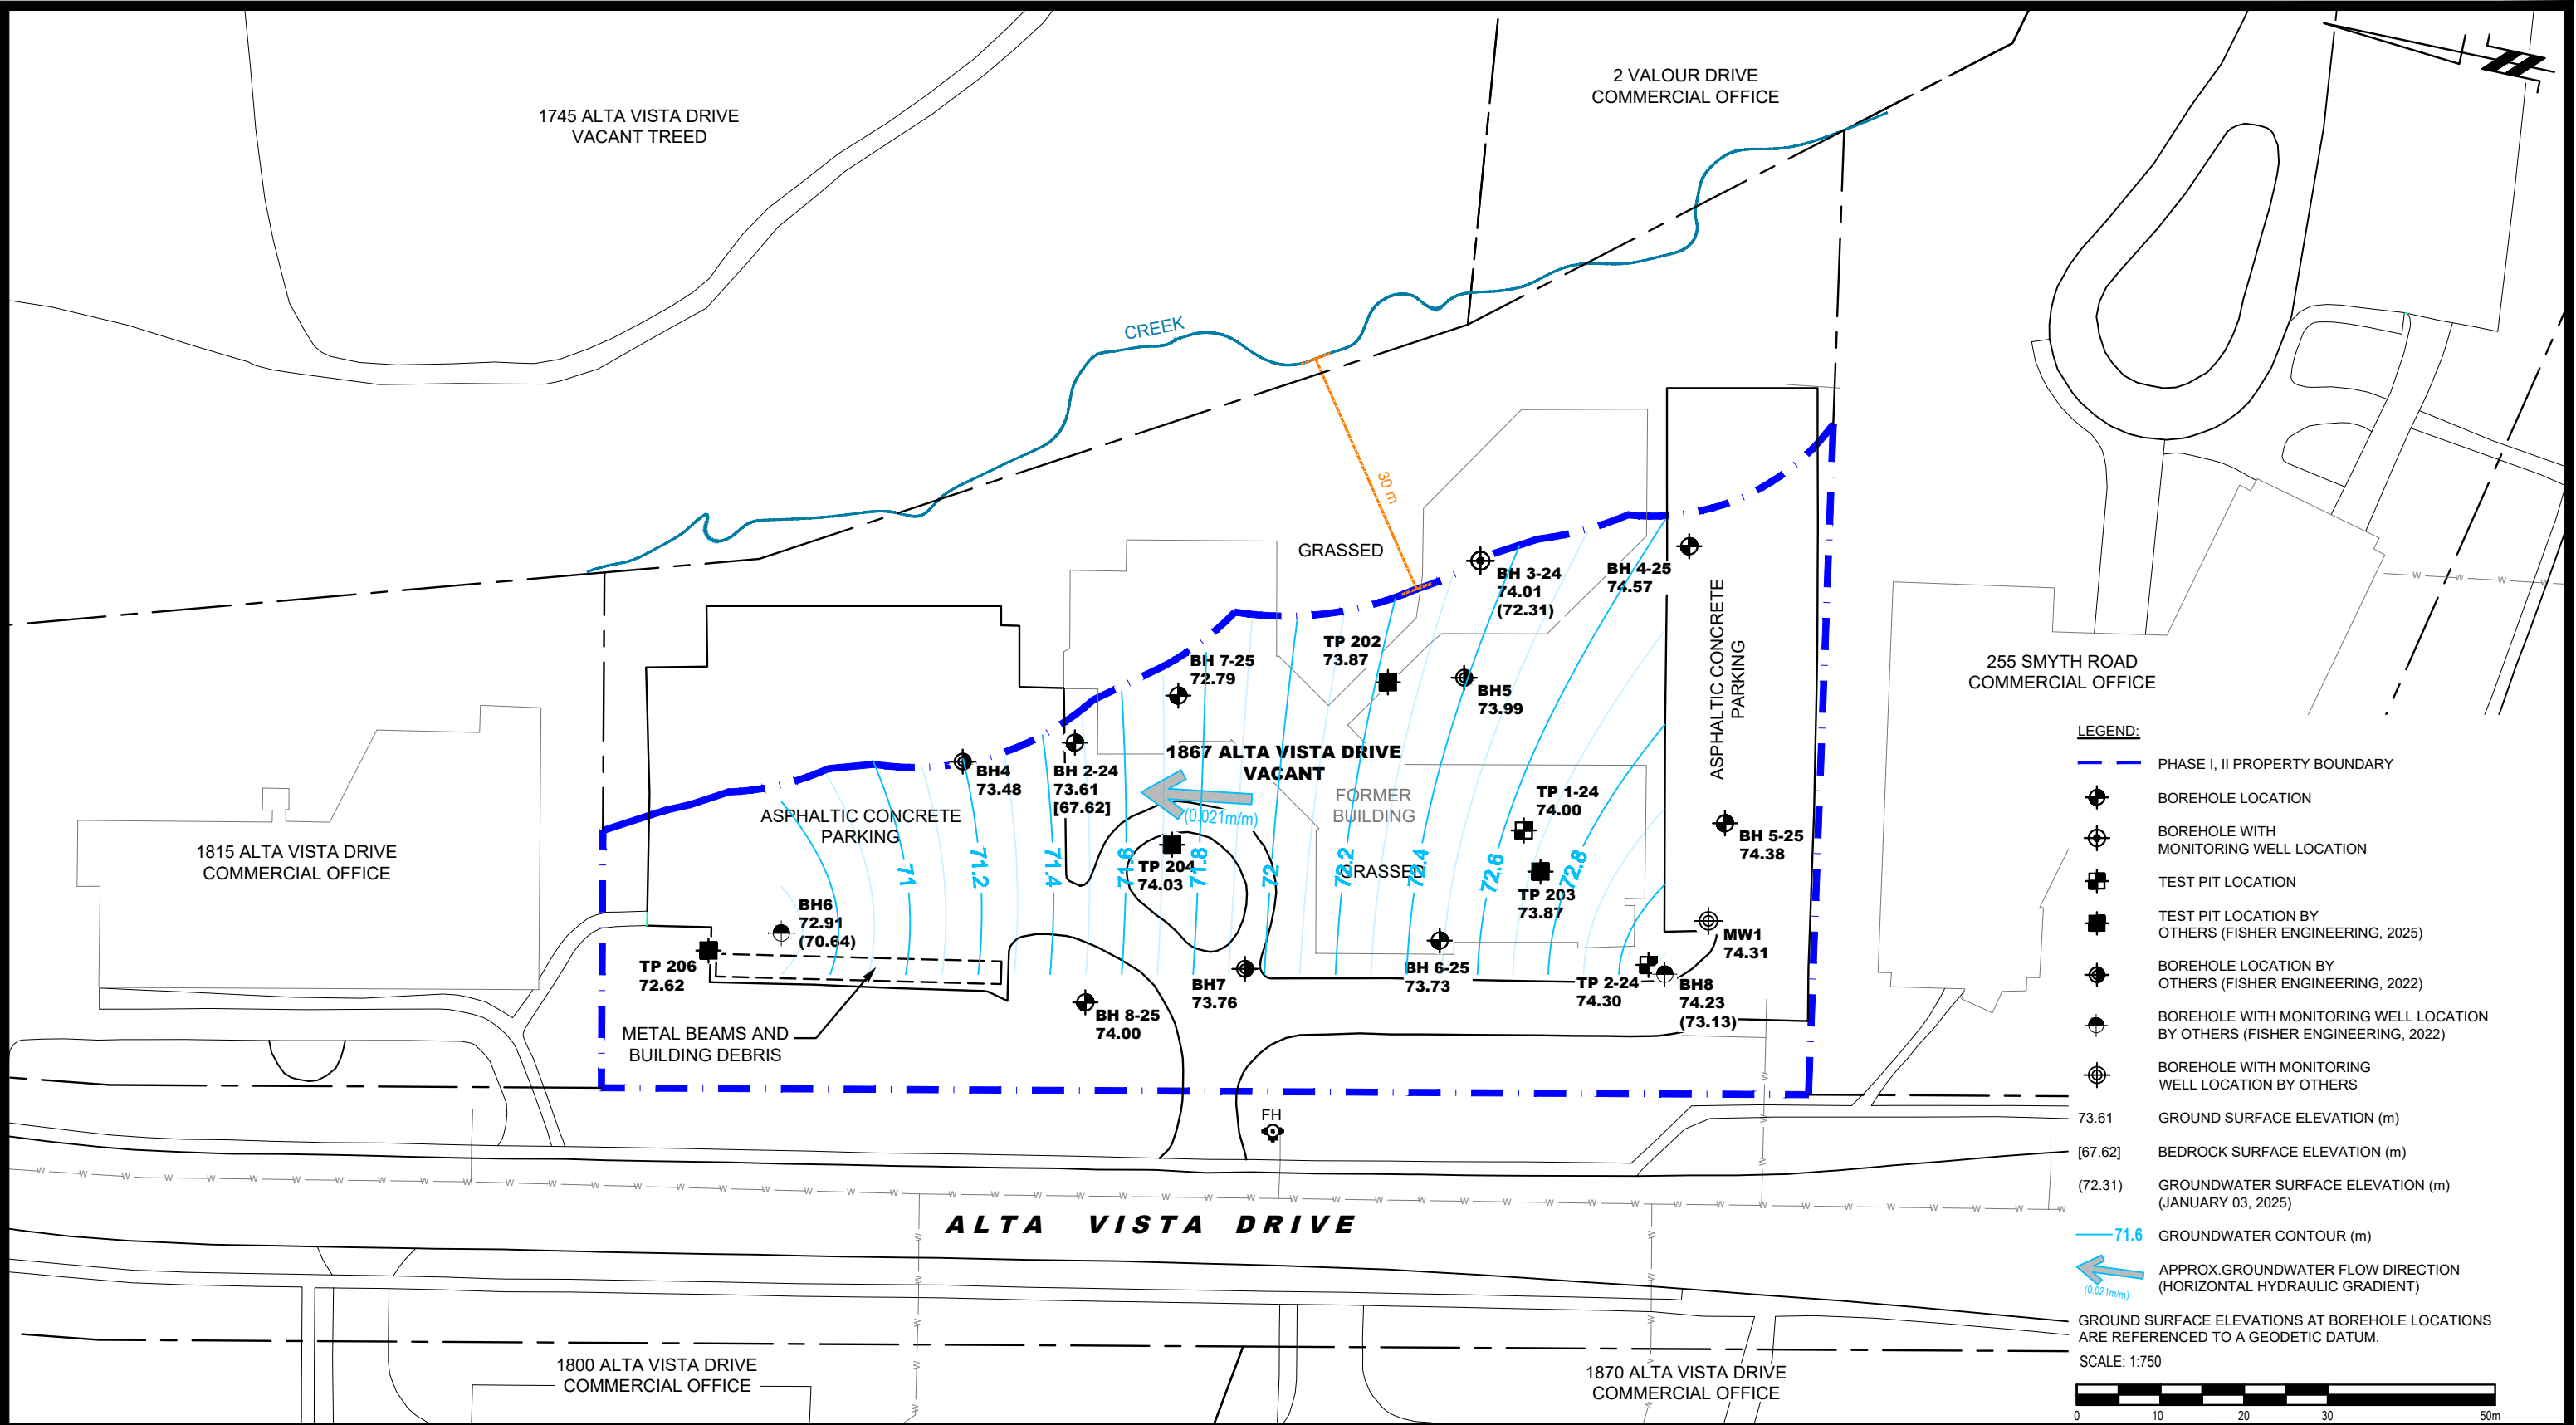 2 VALOUR DRIVE
COMMERCIAL OFFICE
1745 ALTA VISTA DRIVE
VACANT TREED
CREEK
30 m
GRASSED
BH 3-24
74.01
(72.31)
BH 4-25
74.57
ASPHALTIC CONCRETE
PARKING
TP 202
73.87
BH 7-25
72.79
BH5
73.99
255 SMYTH ROAD
COMMERCIAL OFFICE
1867 ALTA VISTA DRIVE
VACANT
BH4
73.48
BH 2-24
73.61
[67.62]
(0.021m/m)
FORMER
BUILDING
TP 1-24
74.00
ASPHALTIC CONCRETE
PARKING
BH 5-25
74.38
1815 ALTA VISTA DRIVE
COMMERCIAL OFFICE
71
71.2
71.4
71.6
71.8
72
72.2
72.4
72.6
72.8
TP 204
74.03
GRASSED
TP 203
73.87
BH6
72.91
(70.64)
MW1
74.31
TP 206
72.62
BH7
73.76
BH 6-25
73.73
TP 2-24
74.30
BH8
74.23
(73.13)
BH 8-25
74.00
METAL BEAMS AND
BUILDING DEBRIS
FH
ALTA VISTA DRIVE
1800 ALTA VISTA DRIVE
COMMERCIAL OFFICE
1870 ALTA VISTA DRIVE
COMMERCIAL OFFICE
LEGEND:
PHASE I, II PROPERTY BOUNDARY
BOREHOLE LOCATION
BOREHOLE WITH
MONITORING WELL LOCATION
TEST PIT LOCATION
TEST PIT LOCATION BY
OTHERS (FISHER ENGINEERING, 2025)
BOREHOLE LOCATION BY
OTHERS (FISHER ENGINEERING, 2022)
BOREHOLE WITH MONITORING WELL LOCATION
BY OTHERS (FISHER ENGINEERING, 2022)
BOREHOLE WITH MONITORING
WELL LOCATION BY OTHERS
73.61 GROUND SURFACE ELEVATION (m)
[67.62] BEDROCK SURFACE ELEVATION (m)
(72.31) GROUNDWATER SURFACE ELEVATION (m)
(JANUARY 03, 2025)
71.6 GROUNDWATER CONTOUR (m)
APPROX.GROUNDWATER FLOW DIRECTION
(HORIZONTAL HYDRAULIC GRADIENT)
(0.021m/m)
GROUND SURFACE ELEVATIONS AT BOREHOLE LOCATIONS
ARE REFERENCED TO A GEODETIC DATUM.
SCALE: 1:750
0 10 20 30 50m